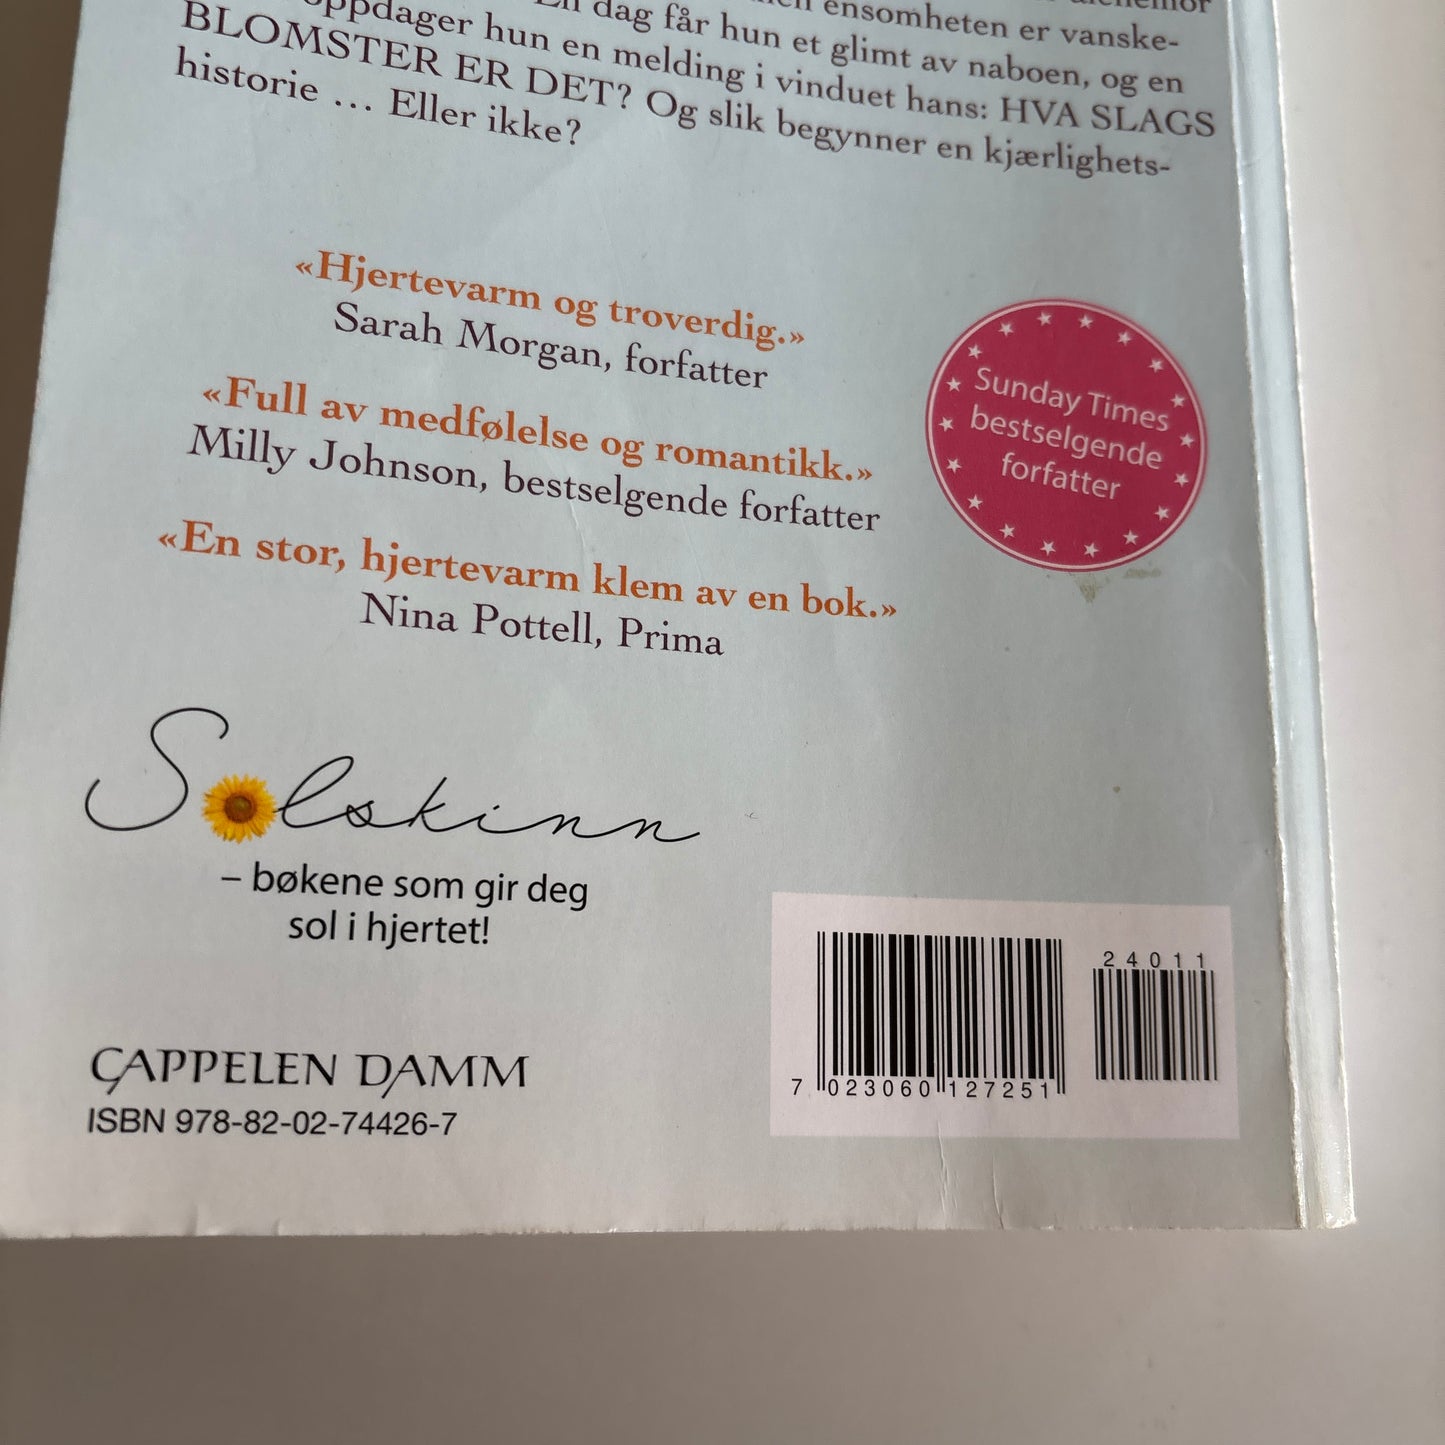 ensomheten er vanske-
dag får hun et glimt av naboen, og en
oppdager hun en melding i vinduet hans: HVA SLAGS
BLOMSTER ER DET? Og slik begynner en kjærlighets-
historie … Eller ikke?
«Hjertevarm og troverdig.»
Sarah Morgan, forfatter
«Full av medfølelse og romantikk.»
Milly Johnson, bestselgende forfatter
«En stor, hjertevarm klem av en bok.»
Nina Pottell, Prima
Sunday Times
bestselgende
forfatter
Solskinn
– bøkene som gir deg
sol i hjertet!
CAPPELEN DAMM
ISBN 978-82-02-74426-7
24011
7 023060 127251